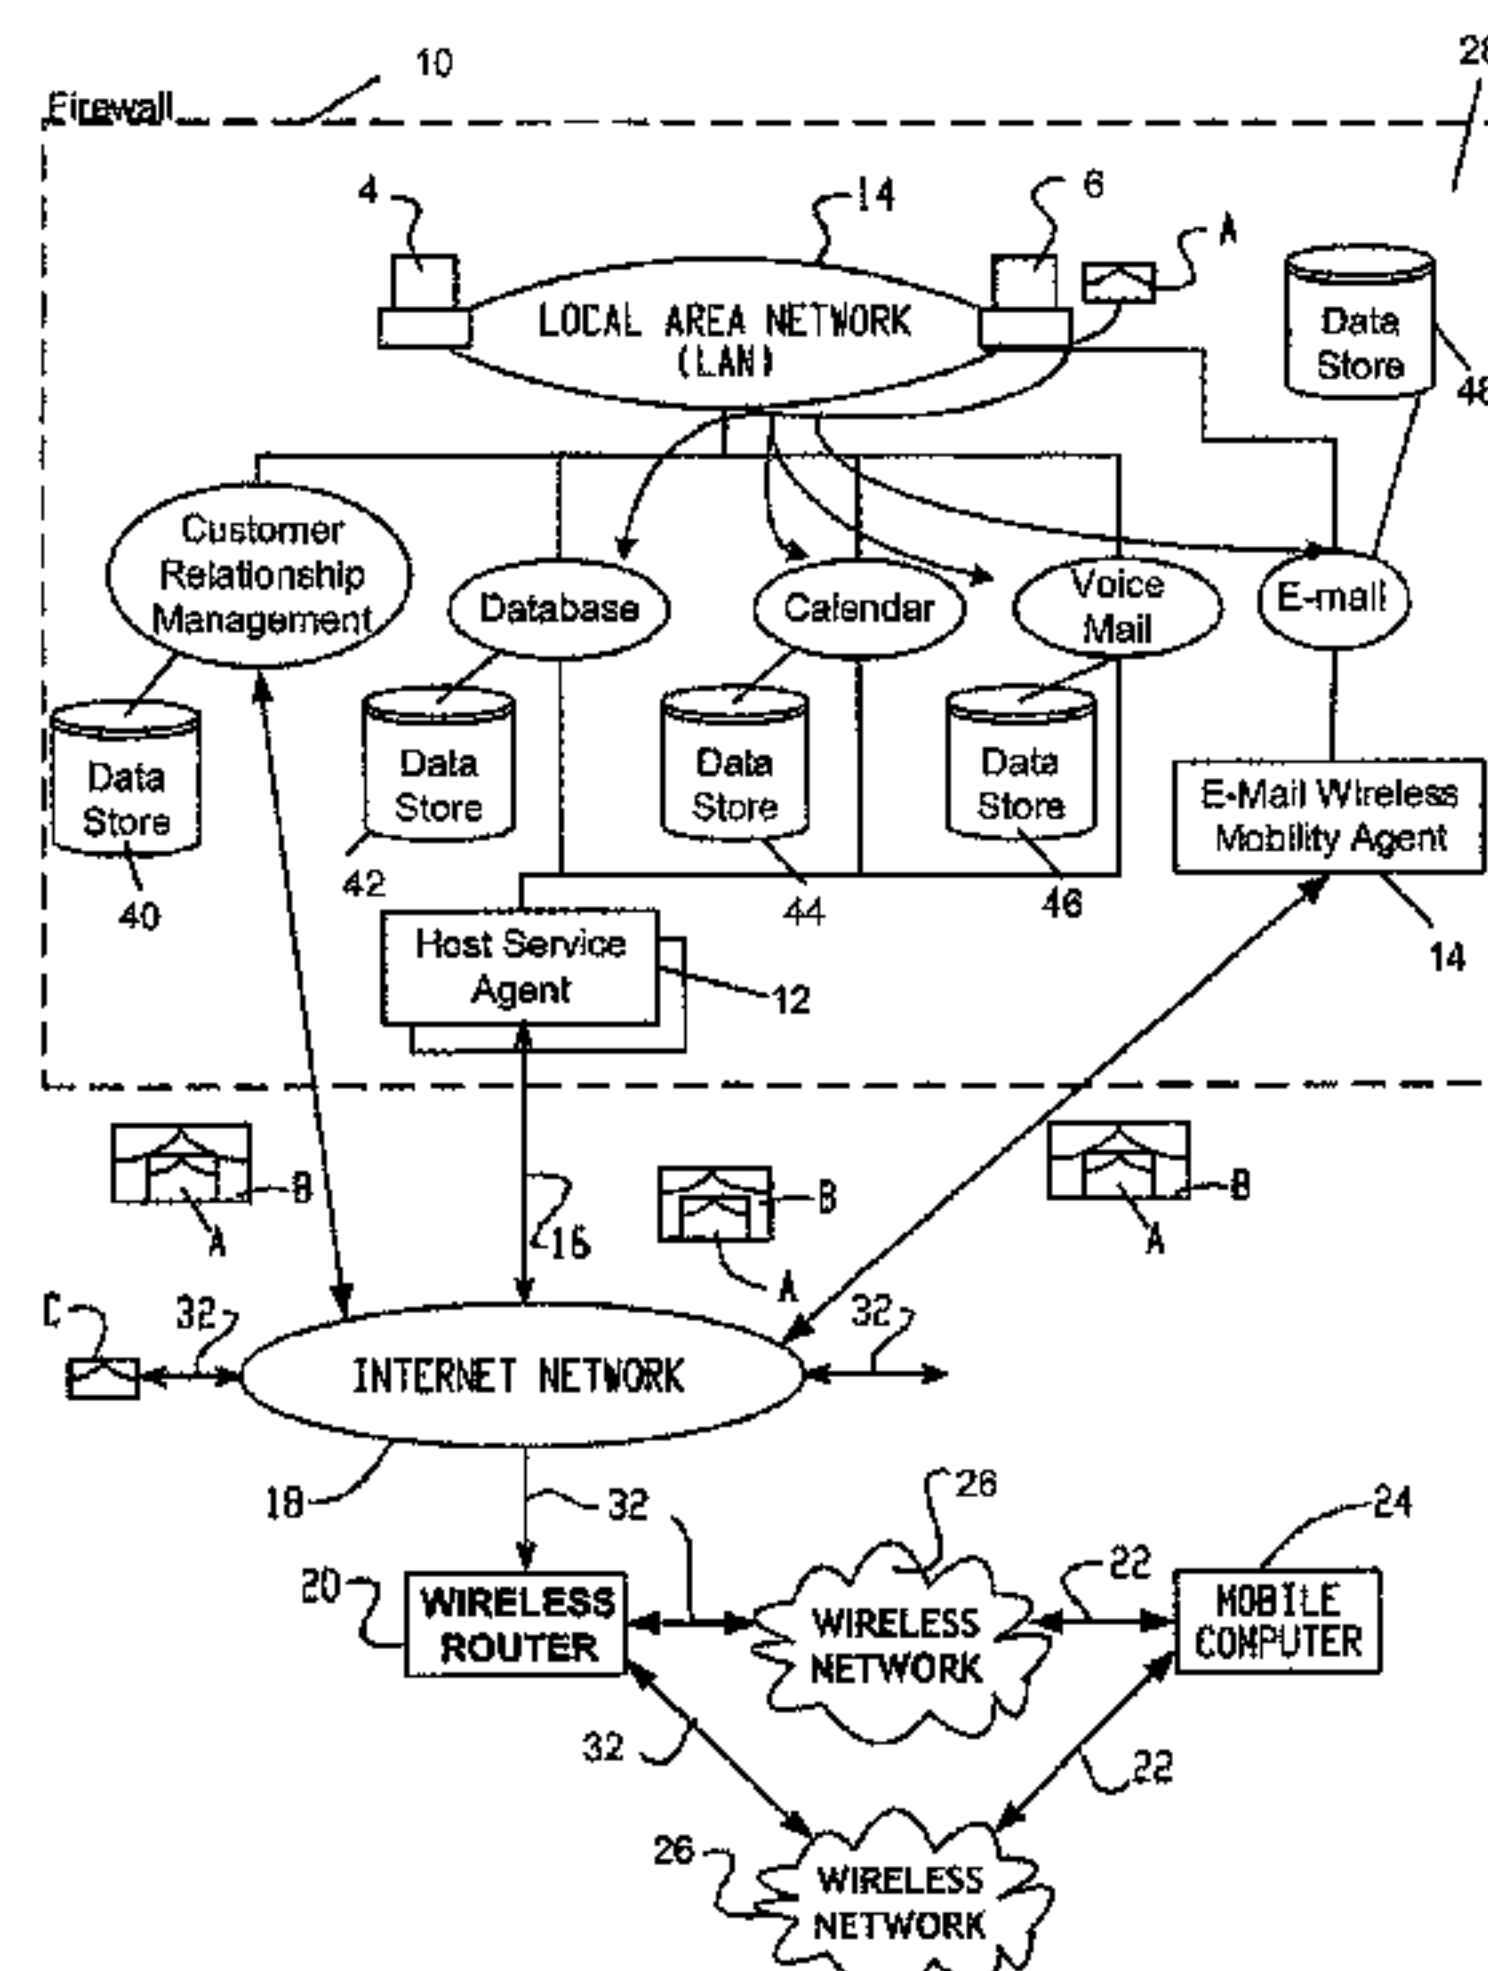 10
28
Firewall
4
14
6
A
LOCAL AREA NETWORK
(LAN)
Data
Store
48
Customer
Relationship
Management
Database
Calendar
Voice
Mail
E-mail
Data
Store
40
Data
Store
42
Data
Store
44
Data
Store
46
E-Mail Wireless
Mobility Agent
14
Host Service
Agent
12
B
A
16
B
A
B
A
C
32
INTERNET NETWORK
32
18
32
26
24
20
WIRELESS
ROUTER
WIRELESS
NETWORK
22
MOBILE
COMPUTER
32
22
26
WIRELESS
NETWORK